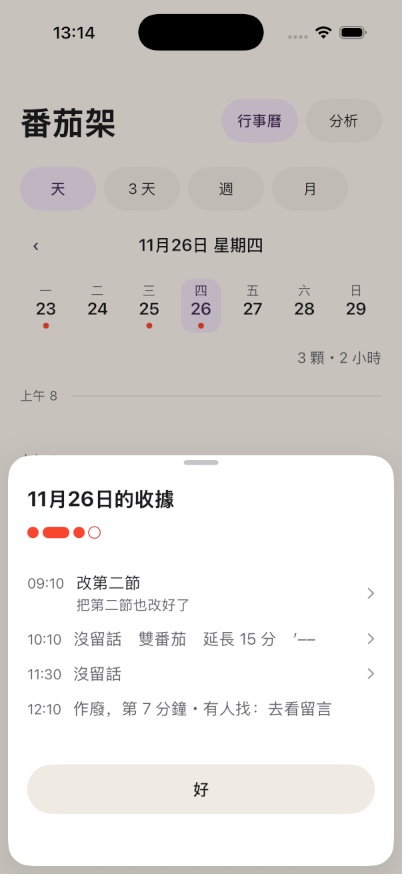 13:14
番茄架
行事曆
分析
天
3 天
週
月
‹
11月26日 星期四
一 二 三 四 五 六 日
23 24 25 26 27 28 29
3 顆・2 小時
上午 8
11月26日的收據
09:10 改第二節
把第二節也改好了
10:10 沒留話 雙番茄 延長 15 分 ′––
11:30 沒留話
12:10 作廢，第 7 分鐘・有人找：去看留言
好